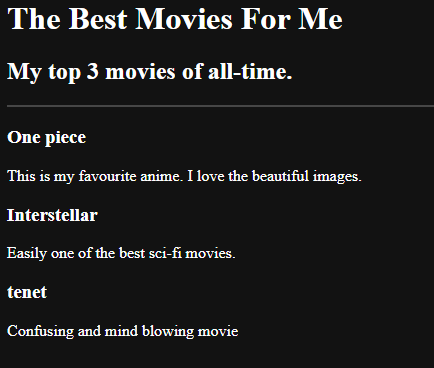 The Best Movies For Me
My top 3 movies of all-time.
One piece
This is my favourite anime. I love the beautiful images.
Interstellar
Easily one of the best sci-fi movies.
tenet
Confusing and mind blowing movie